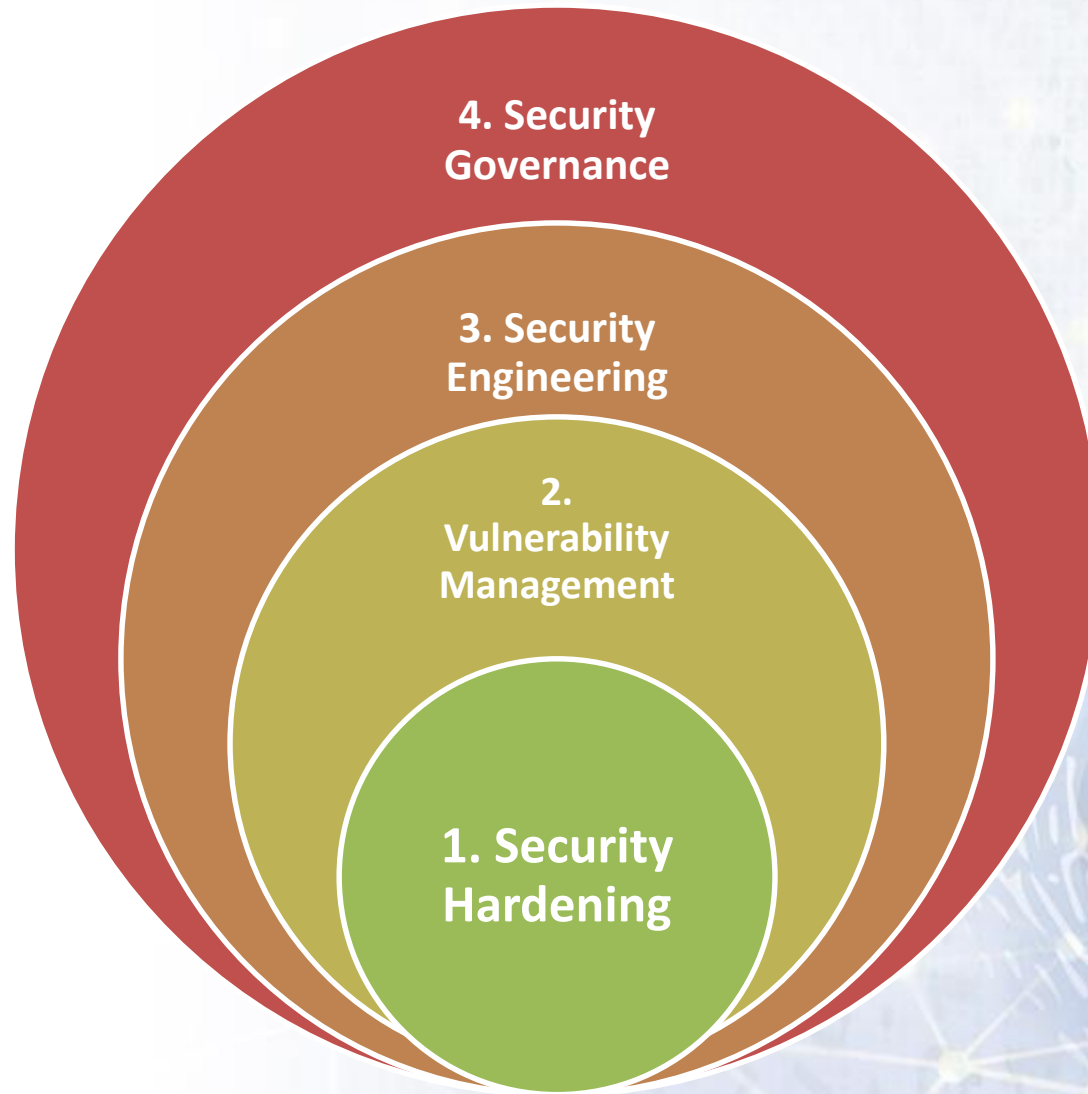 4. Security
Governance
3. Security
Engineering
2.
Vulnerability
Management
1. Security
Hardening